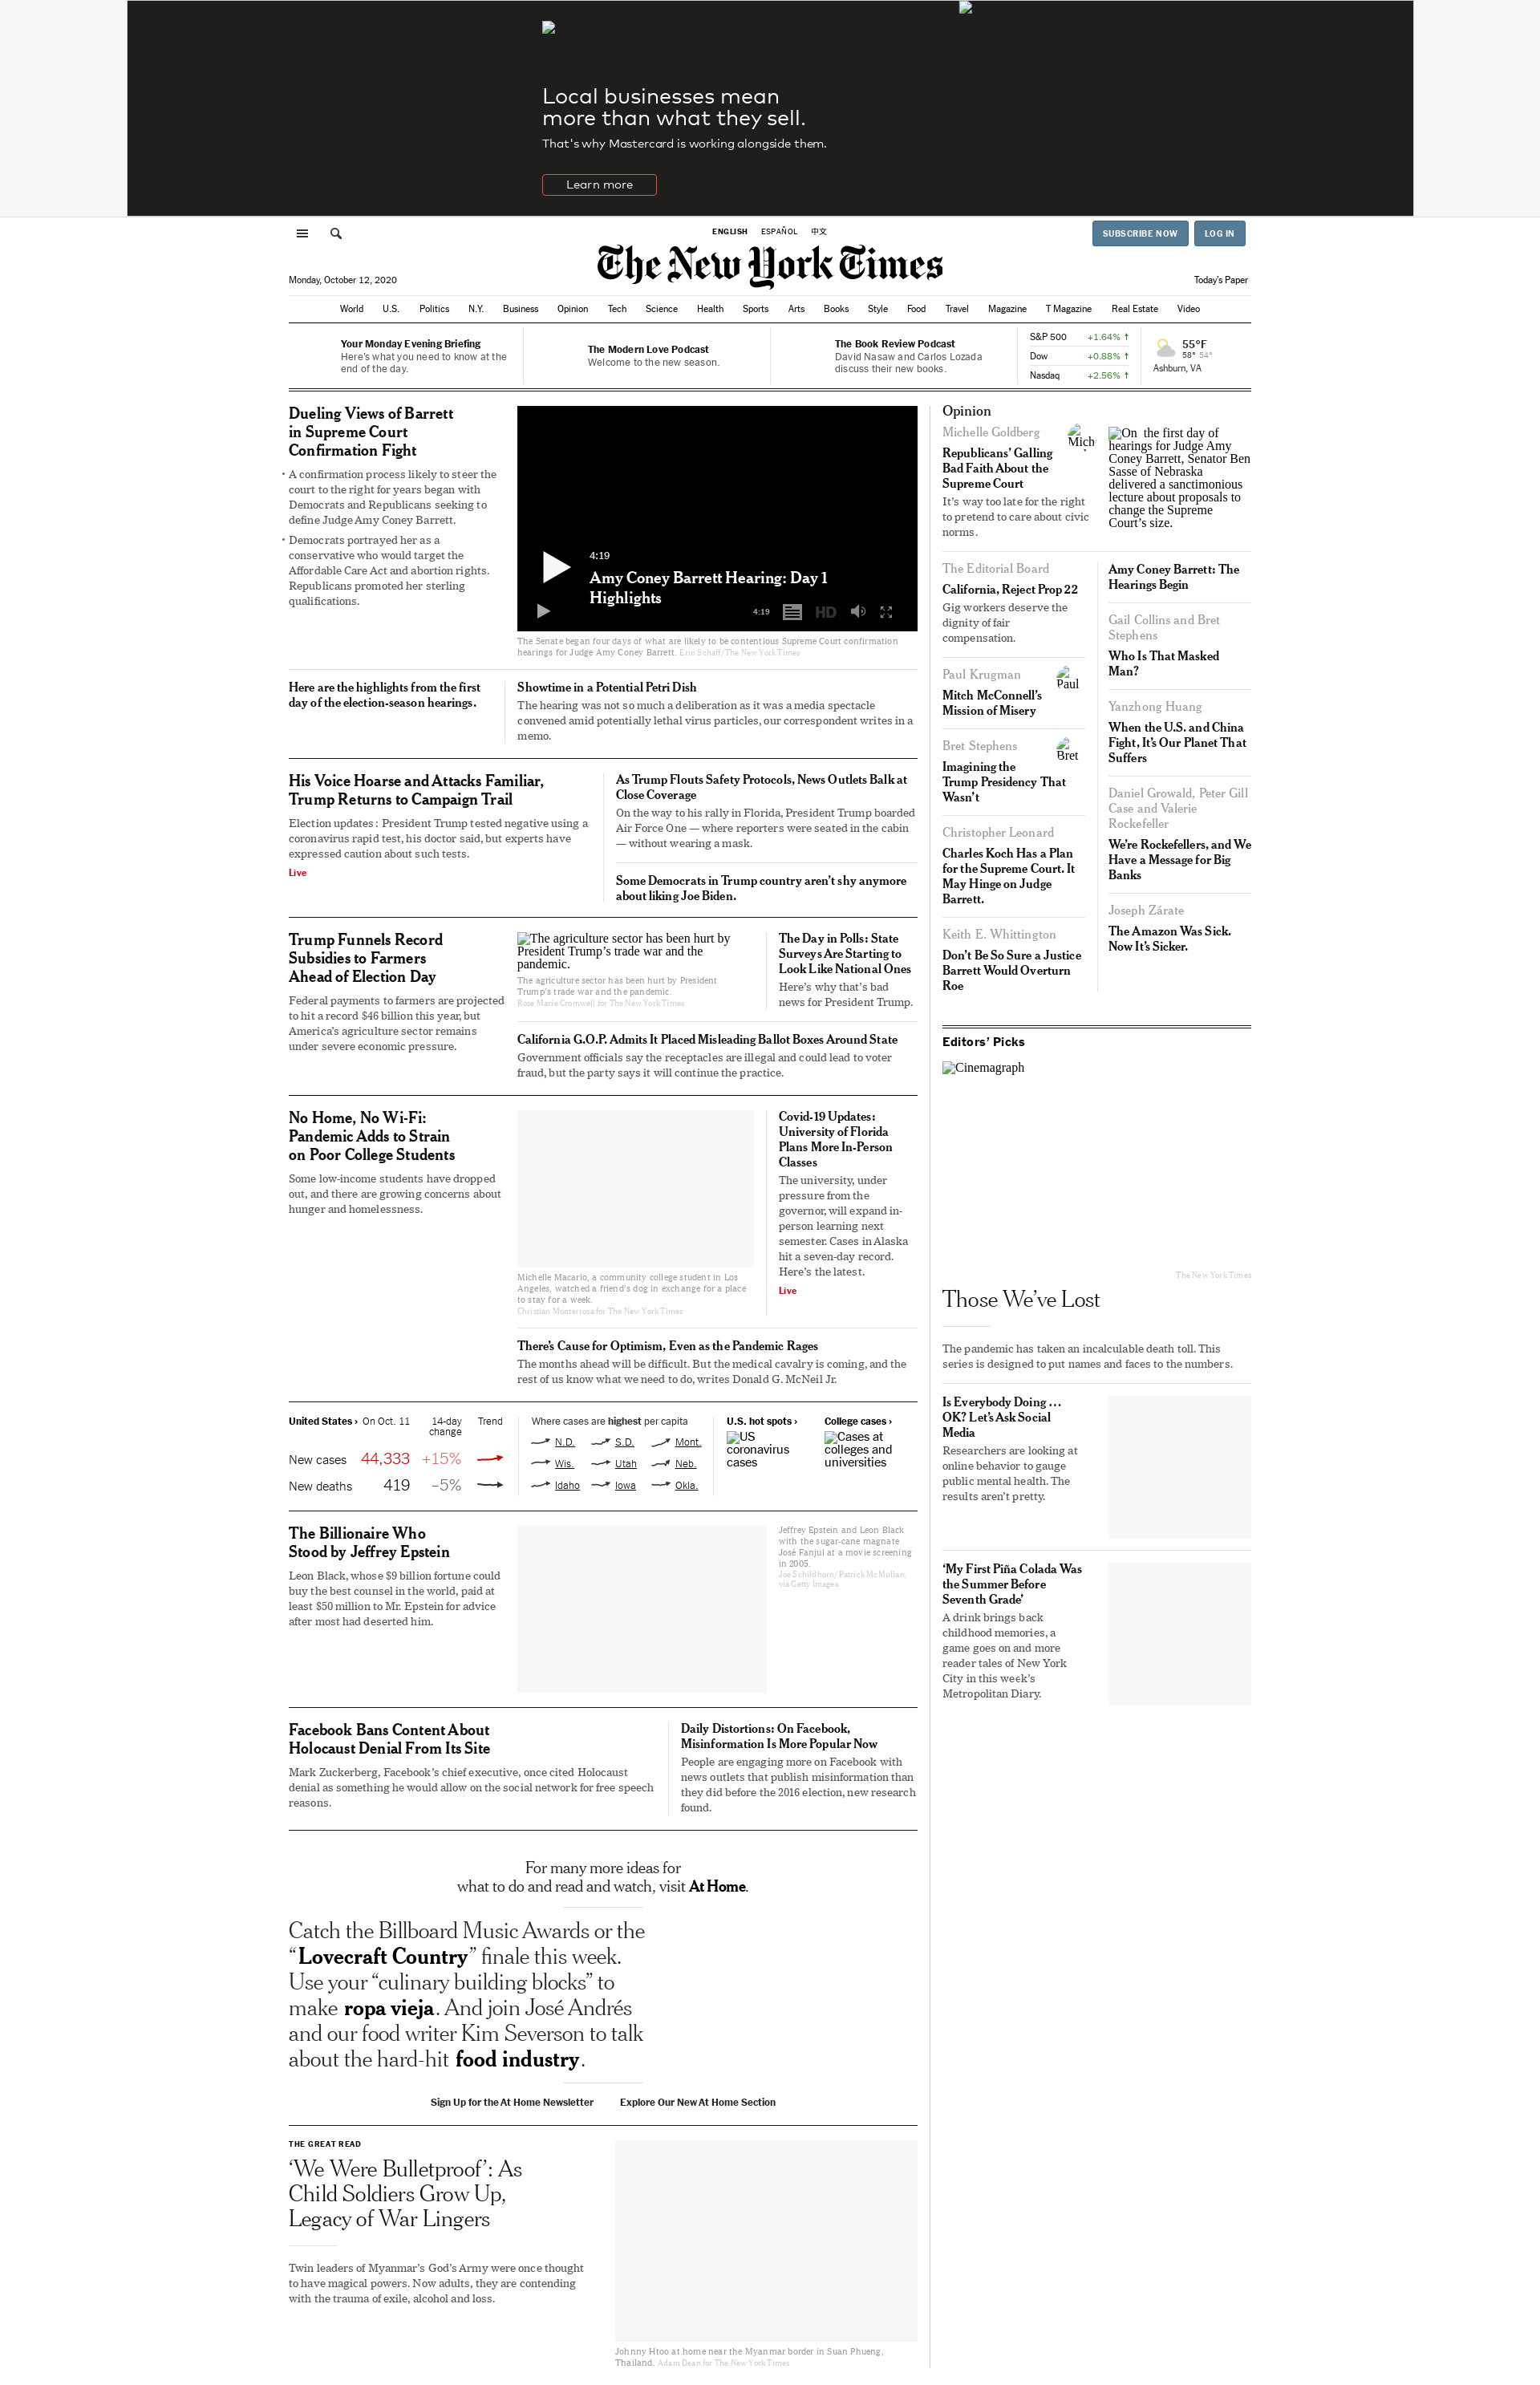 Local businesses mean
more than what they sell.
That's why Mastercard is working alongside them.
Learn more
ENGLISH ESPAÑOL 中文
SUBSCRIBE NOW LOG IN
The New York Times
Monday, October 12, 2020
Today's Paper
World U.S. Politics N.Y. Business Opinion Tech Science Health Sports Arts Books Style Food Travel Magazine T Magazine Real Estate Video
Your Monday Evening Briefing
Here's what you need to know at the
end of the day.
The Modern Love Podcast
Welcome to the new season.
The Book Review Podcast
David Nasaw and Carlos Lozada
discuss their new books.
S&P 500 +1.64% ↑
Dow +0.88% ↑
Nasdaq +2.56% ↑
55°F
58° 54°
Ashburn, VA
Dueling Views of Barrett
in Supreme Court
Confirmation Fight
• A confirmation process likely to steer the
court to the right for years began with
Democrats and Republicans seeking to
define Judge Amy Coney Barrett.
• Democrats portrayed her as a
conservative who would target the
Affordable Care Act and abortion rights.
Republicans promoted her sterling
qualifications.
4:19
Amy Coney Barrett Hearing: Day 1
Highlights
4:19 HD
The Senate began four days of what are likely to be contentious Supreme Court confirmation
hearings for Judge Amy Coney Barrett. Erin Schaff/The New York Times
Here are the highlights from the first
day of the election-season hearings.
Showtime in a Potential Petri Dish
The hearing was not so much a deliberation as it was a media spectacle
convened amid potentially lethal virus particles, our correspondent writes in a
memo.
His Voice Hoarse and Attacks Familiar,
Trump Returns to Campaign Trail
Election updates: President Trump tested negative using a
coronavirus rapid test, his doctor said, but experts have
expressed caution about such tests.
Live
As Trump Flouts Safety Protocols, News Outlets Balk at
Close Coverage
On the way to his rally in Florida, President Trump boarded
Air Force One — where reporters were seated in the cabin
— without wearing a mask.
Some Democrats in Trump country aren't shy anymore
about liking Joe Biden.
Trump Funnels Record
Subsidies to Farmers
Ahead of Election Day
Federal payments to farmers are projected
to hit a record $46 billion this year, but
America's agriculture sector remains
under severe economic pressure.
The agriculture sector has been hurt by
President Trump's trade war and the
pandemic.
The agriculture sector has been hurt by President
Trump's trade war and the pandemic.
Rose Marie Cromwell for The New York Times
The Day in Polls: State
Surveys Are Starting to
Look Like National Ones
Here's why that's bad
news for President Trump.
California G.O.P. Admits It Placed Misleading Ballot Boxes Around State
Government officials say the receptacles are illegal and could lead to voter
fraud, but the party says it will continue the practice.
No Home, No Wi-Fi:
Pandemic Adds to Strain
on Poor College Students
Some low-income students have dropped
out, and there are growing concerns about
hunger and homelessness.
Michelle Macario, a community college student in Los
Angeles, watched a friend's dog in exchange for a place
to stay for a week.
Christian Monterrosa for The New York Times
Covid-19 Updates:
University of Florida
Plans More In-Person
Classes
The university, under
pressure from the
governor, will expand in-
person learning next
semester. Cases in Alaska
hit a seven-day record.
Here's the latest.
Live
There's Cause for Optimism, Even as the Pandemic Rages
The months ahead will be difficult. But the medical cavalry is coming, and the
rest of us know what we need to do, writes Donald G. McNeil Jr.
United States › On Oct. 11 14-day
change Trend
New cases 44,333 +15%
New deaths 419 –5%
Where cases are highest per capita
N.D. S.D. Mont.
Wis. Utah Neb.
Idaho Iowa Okla.
U.S. hot spots ›
US
coronavirus
cases
College cases ›
Cases at
colleges and
universities
The Billionaire Who
Stood by Jeffrey Epstein
Leon Black, whose $9 billion fortune could
buy the best counsel in the world, paid at
least $50 million to Mr. Epstein for advice
after most had deserted him.
Jeffrey Epstein and Leon Black
with the sugar-cane magnate
José Fanjul at a movie screening
in 2005.
Joe Schildhorn/Patrick McMullan,
via Getty Images
Facebook Bans Content About
Holocaust Denial From Its Site
Mark Zuckerberg, Facebook's chief executive, once cited Holocaust
denial as something he would allow on the social network for free speech
reasons.
Daily Distortions: On Facebook,
Misinformation Is More Popular Now
People are engaging more on Facebook with
news outlets that publish misinformation than
they did before the 2016 election, new research
found.
For many more ideas for
what to do and read and watch, visit At Home.
Catch the Billboard Music Awards or the
“Lovecraft Country” finale this week.
Use your “culinary building blocks” to
make ropa vieja. And join José Andrés
and our food writer Kim Severson to talk
about the hard-hit food industry.
Sign Up for the At Home Newsletter Explore Our New At Home Section
THE GREAT READ
‘We Were Bulletproof’: As
Child Soldiers Grow Up,
Legacy of War Lingers
Twin leaders of Myanmar's God's Army were once thought
to have magical powers. Now adults, they are contending
with the trauma of exile, alcohol and loss.
Johnny Htoo at home near the Myanmar border in Suan Phueng,
Thailand. Adam Dean for The New York Times
Opinion
Michelle Goldberg
Mich
Republicans' Galling
Bad Faith About the
Supreme Court
It's way too late for the right
to pretend to care about civic
norms.
On the first day of
hearings for Judge Amy
Coney Barrett, Senator Ben
Sasse of Nebraska
delivered a sanctimonious
lecture about proposals to
change the Supreme
Court's size.
The Editorial Board
California, Reject Prop 22
Gig workers deserve the
dignity of fair
compensation.
Paul Krugman
Paul
Mitch McConnell's
Mission of Misery
Bret Stephens
Bret
Imagining the
Trump Presidency That
Wasn't
Christopher Leonard
Charles Koch Has a Plan
for the Supreme Court. It
May Hinge on Judge
Barrett.
Keith E. Whittington
Don't Be So Sure a Justice
Barrett Would Overturn
Roe
Amy Coney Barrett: The
Hearings Begin
Gail Collins and Bret
Stephens
Who Is That Masked
Man?
Yanzhong Huang
When the U.S. and China
Fight, It's Our Planet That
Suffers
Daniel Growald, Peter Gill
Case and Valerie
Rockefeller
We're Rockefellers, and We
Have a Message for Big
Banks
Joseph Zárate
The Amazon Was Sick.
Now It's Sicker.
Editors' Picks
Cinemagraph
The New York Times
Those We've Lost
The pandemic has taken an incalculable death toll. This
series is designed to put names and faces to the numbers.
Is Everybody Doing …
OK? Let's Ask Social
Media
Researchers are looking at
online behavior to gauge
public mental health. The
results aren't pretty.
‘My First Piña Colada Was
the Summer Before
Seventh Grade’
A drink brings back
childhood memories, a
game goes on and more
reader tales of New York
City in this week's
Metropolitan Diary.